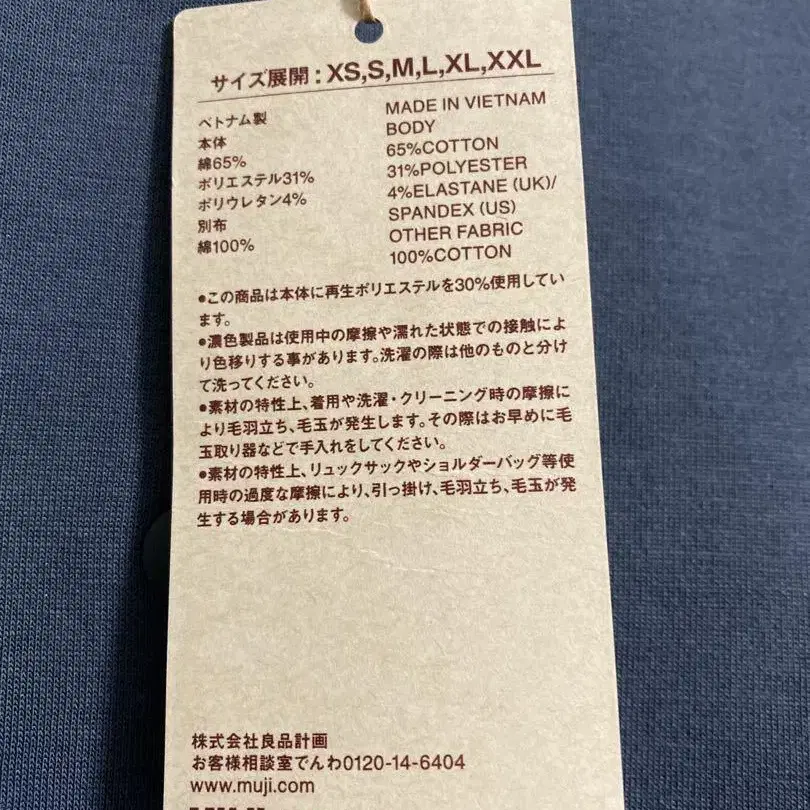 サイズ展開：XS,S,M,L,XL,XXL
ベトナム製
本体
綿65%
ポリエステル31%
ポリウレタン4%
別布
綿100%
MADE IN VIETNAM
BODY
65%COTTON
31%POLYESTER
4%ELASTANE (UK)/
SPANDEX (US)
OTHER FABRIC
100%COTTON
●この商品は本体に再生ポリエステルを30%使用してい
ます。
●濃色製品は使用中の摩擦や濡れた状態での接触によ
り色移りする事があります。洗濯の際は他のものと分け
て洗ってください。
●素材の特性上、着用や洗濯・クリーニング時の摩擦に
より毛羽立ち、毛玉が発生します。その際はお早めに毛
玉取り器などで手入れをしてください。
●素材の特性上、リュックサックやショルダーバッグ等使
用時の過度な摩擦により、引っ掛け、毛羽立ち、毛玉が発
生する場合があります。
株式会社良品計画
お客様相談室でんわ0120-14-6404
www.muji.com